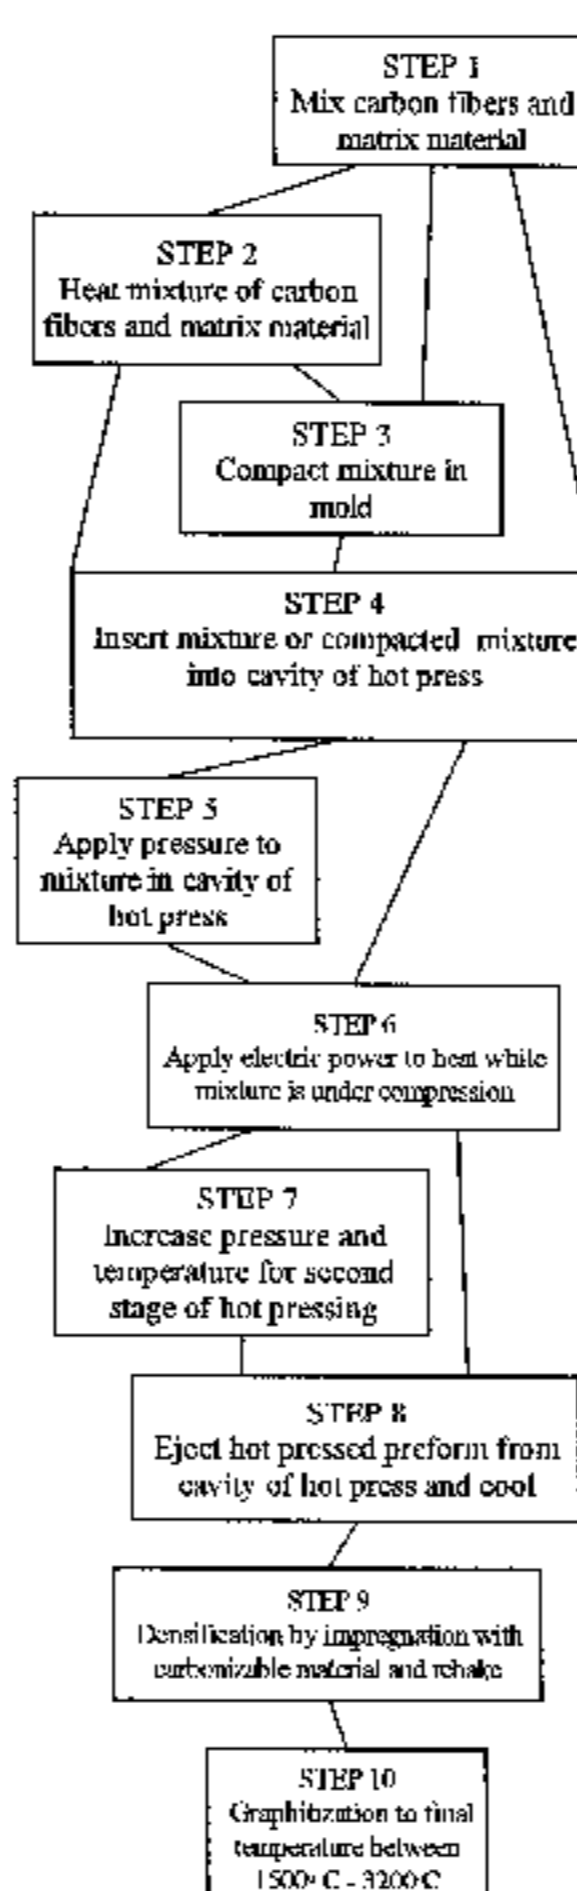 STEP 1
Mix carbon fibers and
matrix material
STEP 2
Heat mixture of carbon
fibers and matrix material
STEP 3
Compact mixture in
mold
STEP 4
Insert mixture or compacted mixture
into cavity of hot press
STEP 5
Apply pressure to
mixture in cavity of
hot press
STEP 6
Apply electric power to heat while
mixture is under compression
STEP 7
Increase pressure and
temperature for second
stage of hot pressing
STEP 8
Eject hot pressed preform from
cavity of hot press and cool
STEP 9
Densification by impregnation with
carbonizable material and rebake
STEP 10
Graphitization to final
temperature between
1500° C - 3200 C